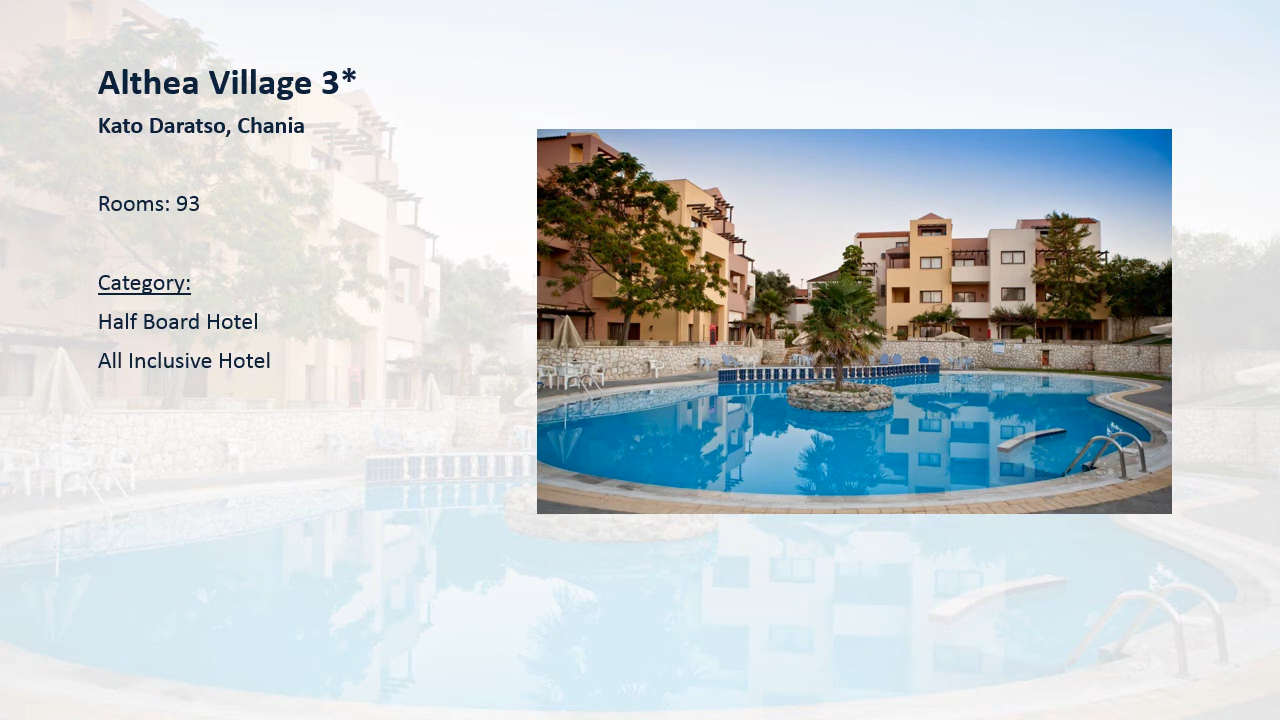 Althea Village 3*
Kato Daratso, Chania
Rooms: 93
Category:
Half Board Hotel
All Inclusive Hotel